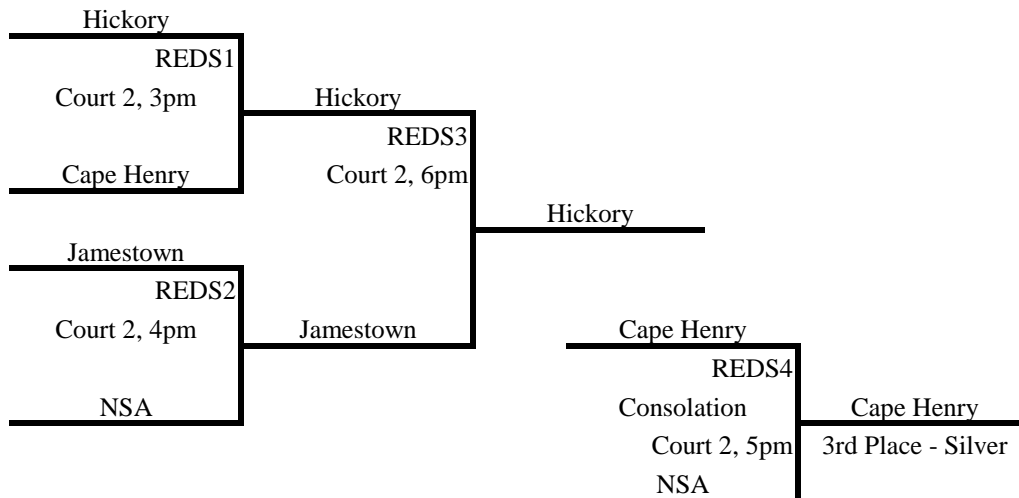 Hickory
REDS1
Court 2, 3pm
Hickory
REDS3
Cape Henry
Court 2, 6pm
Hickory
Jamestown
REDS2
Court 2, 4pm
Jamestown
Cape Henry
REDS4
NSA
Consolation
Cape Henry
Court 2, 5pm
3rd Place - Silver
NSA